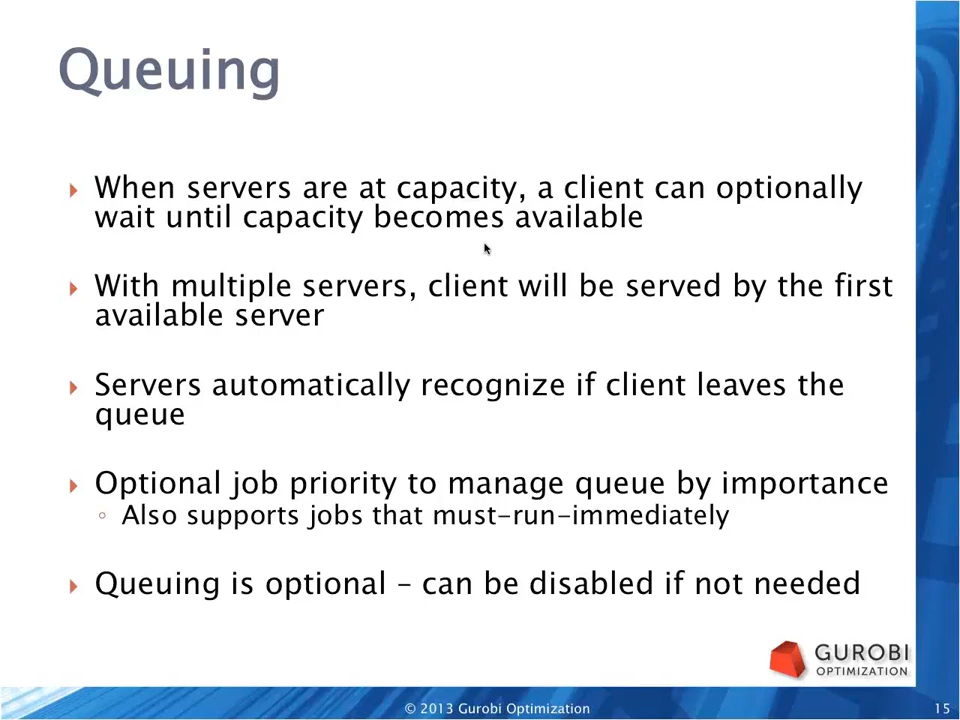 Queuing
When servers are at capacity, a client can optionally
wait until capacity becomes available
With multiple servers, client will be served by the first
available server
Servers automatically recognize if client leaves the
queue
Optional job priority to manage queue by importance
Also supports jobs that must-run-immediately
Queuing is optional – can be disabled if not needed
GUROBI
OPTIMIZATION
© 2013 Gurobi Optimization
15